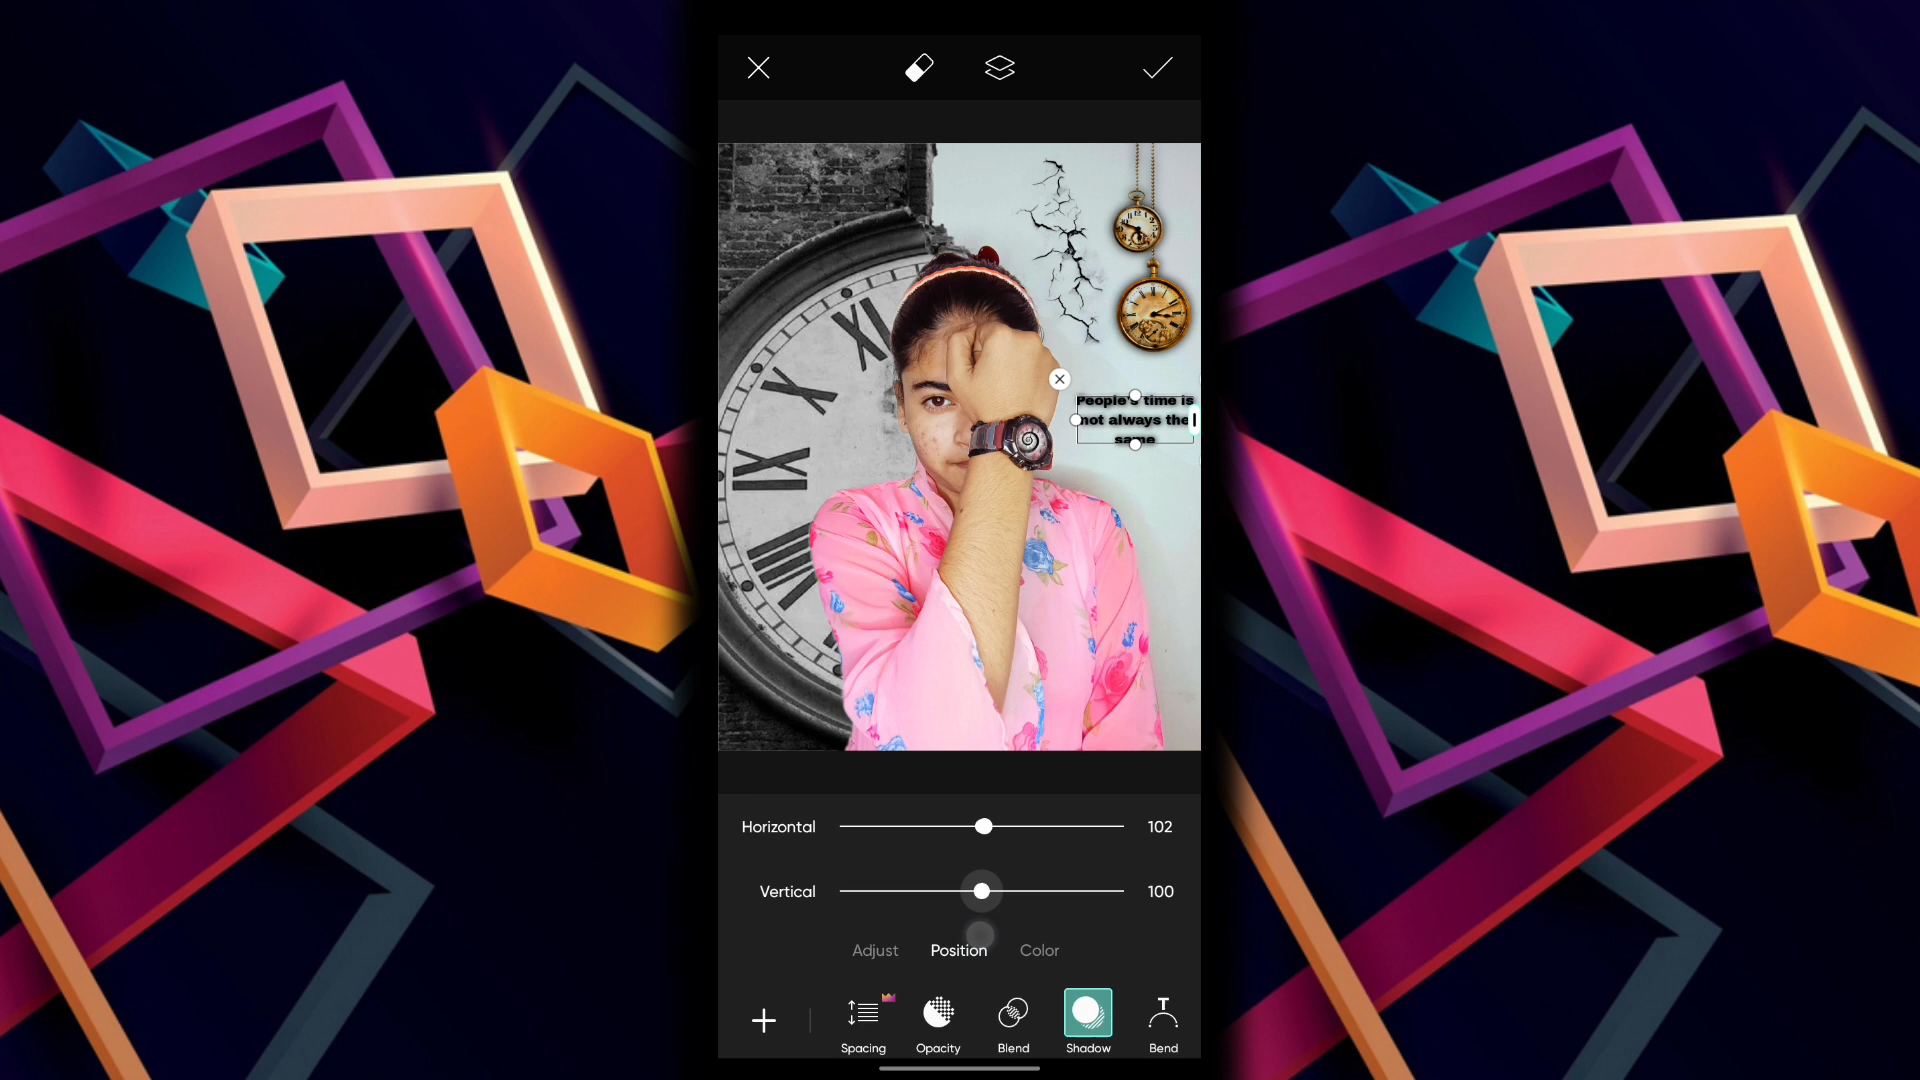 People's time is
not always the
same
Horizontal 102
Vertical 100
Adjust Position Color
Spacing Opacity Blend Shadow Bend